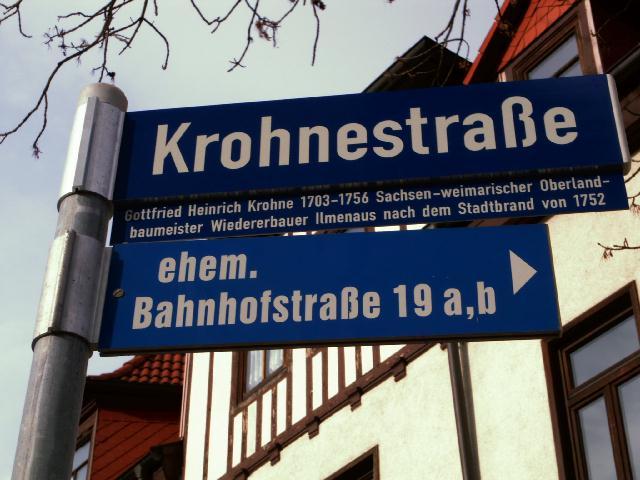 Krohnestraße
Gottfried Heinrich Krohne 1703-1756 Sachsen-weimarischer Oberland-
baumeister Wiedererbauer Ilmenaus nach dem Stadtbrand von 1752
ehem.
Bahnhofstraße 19 a,b